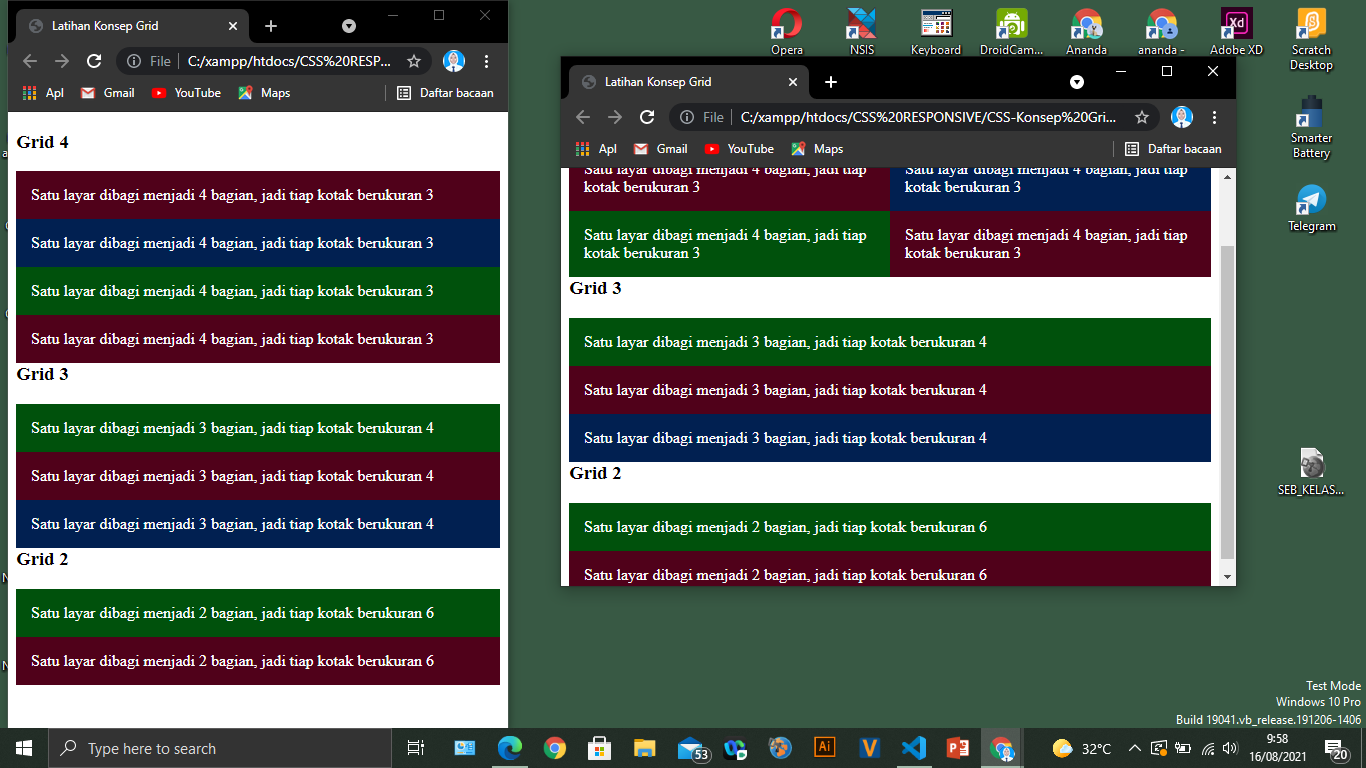 Latihan Konsep Grid
File
C:/xampp/htdocs/CSS%20RESP...
Apl
Gmail
YouTube
Maps
Daftar bacaan
Grid 4
Satu layar dibagi menjadi 4 bagian, jadi tiap kotak berukuran 3
Satu layar dibagi menjadi 4 bagian, jadi tiap kotak berukuran 3
Satu layar dibagi menjadi 4 bagian, jadi tiap kotak berukuran 3
Satu layar dibagi menjadi 4 bagian, jadi tiap kotak berukuran 3
Grid 3
Satu layar dibagi menjadi 3 bagian, jadi tiap kotak berukuran 4
Satu layar dibagi menjadi 3 bagian, jadi tiap kotak berukuran 4
Satu layar dibagi menjadi 3 bagian, jadi tiap kotak berukuran 4
Grid 2
Satu layar dibagi menjadi 2 bagian, jadi tiap kotak berukuran 6
Satu layar dibagi menjadi 2 bagian, jadi tiap kotak berukuran 6
Opera
NSIS
Keyboard
DroidCam...
Ananda
ananda -
Adobe XD
Xd
Scratch
Desktop
Smarter
Battery
Telegram
SEB_KELAS...
Latihan Konsep Grid
File
C:/xampp/htdocs/CSS%20RESPONSIVE/CSS-Konsep%20Gri...
Apl
Gmail
YouTube
Maps
Daftar bacaan
Satu layar dibagi menjadi 4 bagian, jadi tiap
kotak berukuran 3
Satu layar dibagi menjadi 4 bagian, jadi tiap
kotak berukuran 3
Satu layar dibagi menjadi 4 bagian, jadi tiap
kotak berukuran 3
Satu layar dibagi menjadi 4 bagian, jadi tiap
kotak berukuran 3
Grid 3
Satu layar dibagi menjadi 3 bagian, jadi tiap kotak berukuran 4
Satu layar dibagi menjadi 3 bagian, jadi tiap kotak berukuran 4
Satu layar dibagi menjadi 3 bagian, jadi tiap kotak berukuran 4
Grid 2
Satu layar dibagi menjadi 2 bagian, jadi tiap kotak berukuran 6
Satu layar dibagi menjadi 2 bagian, jadi tiap kotak berukuran 6
Test Mode
Windows 10 Pro
Build 19041.vb_release.191206-1406
Type here to search
53
Ai
32°C
9:58
16/08/2021
20